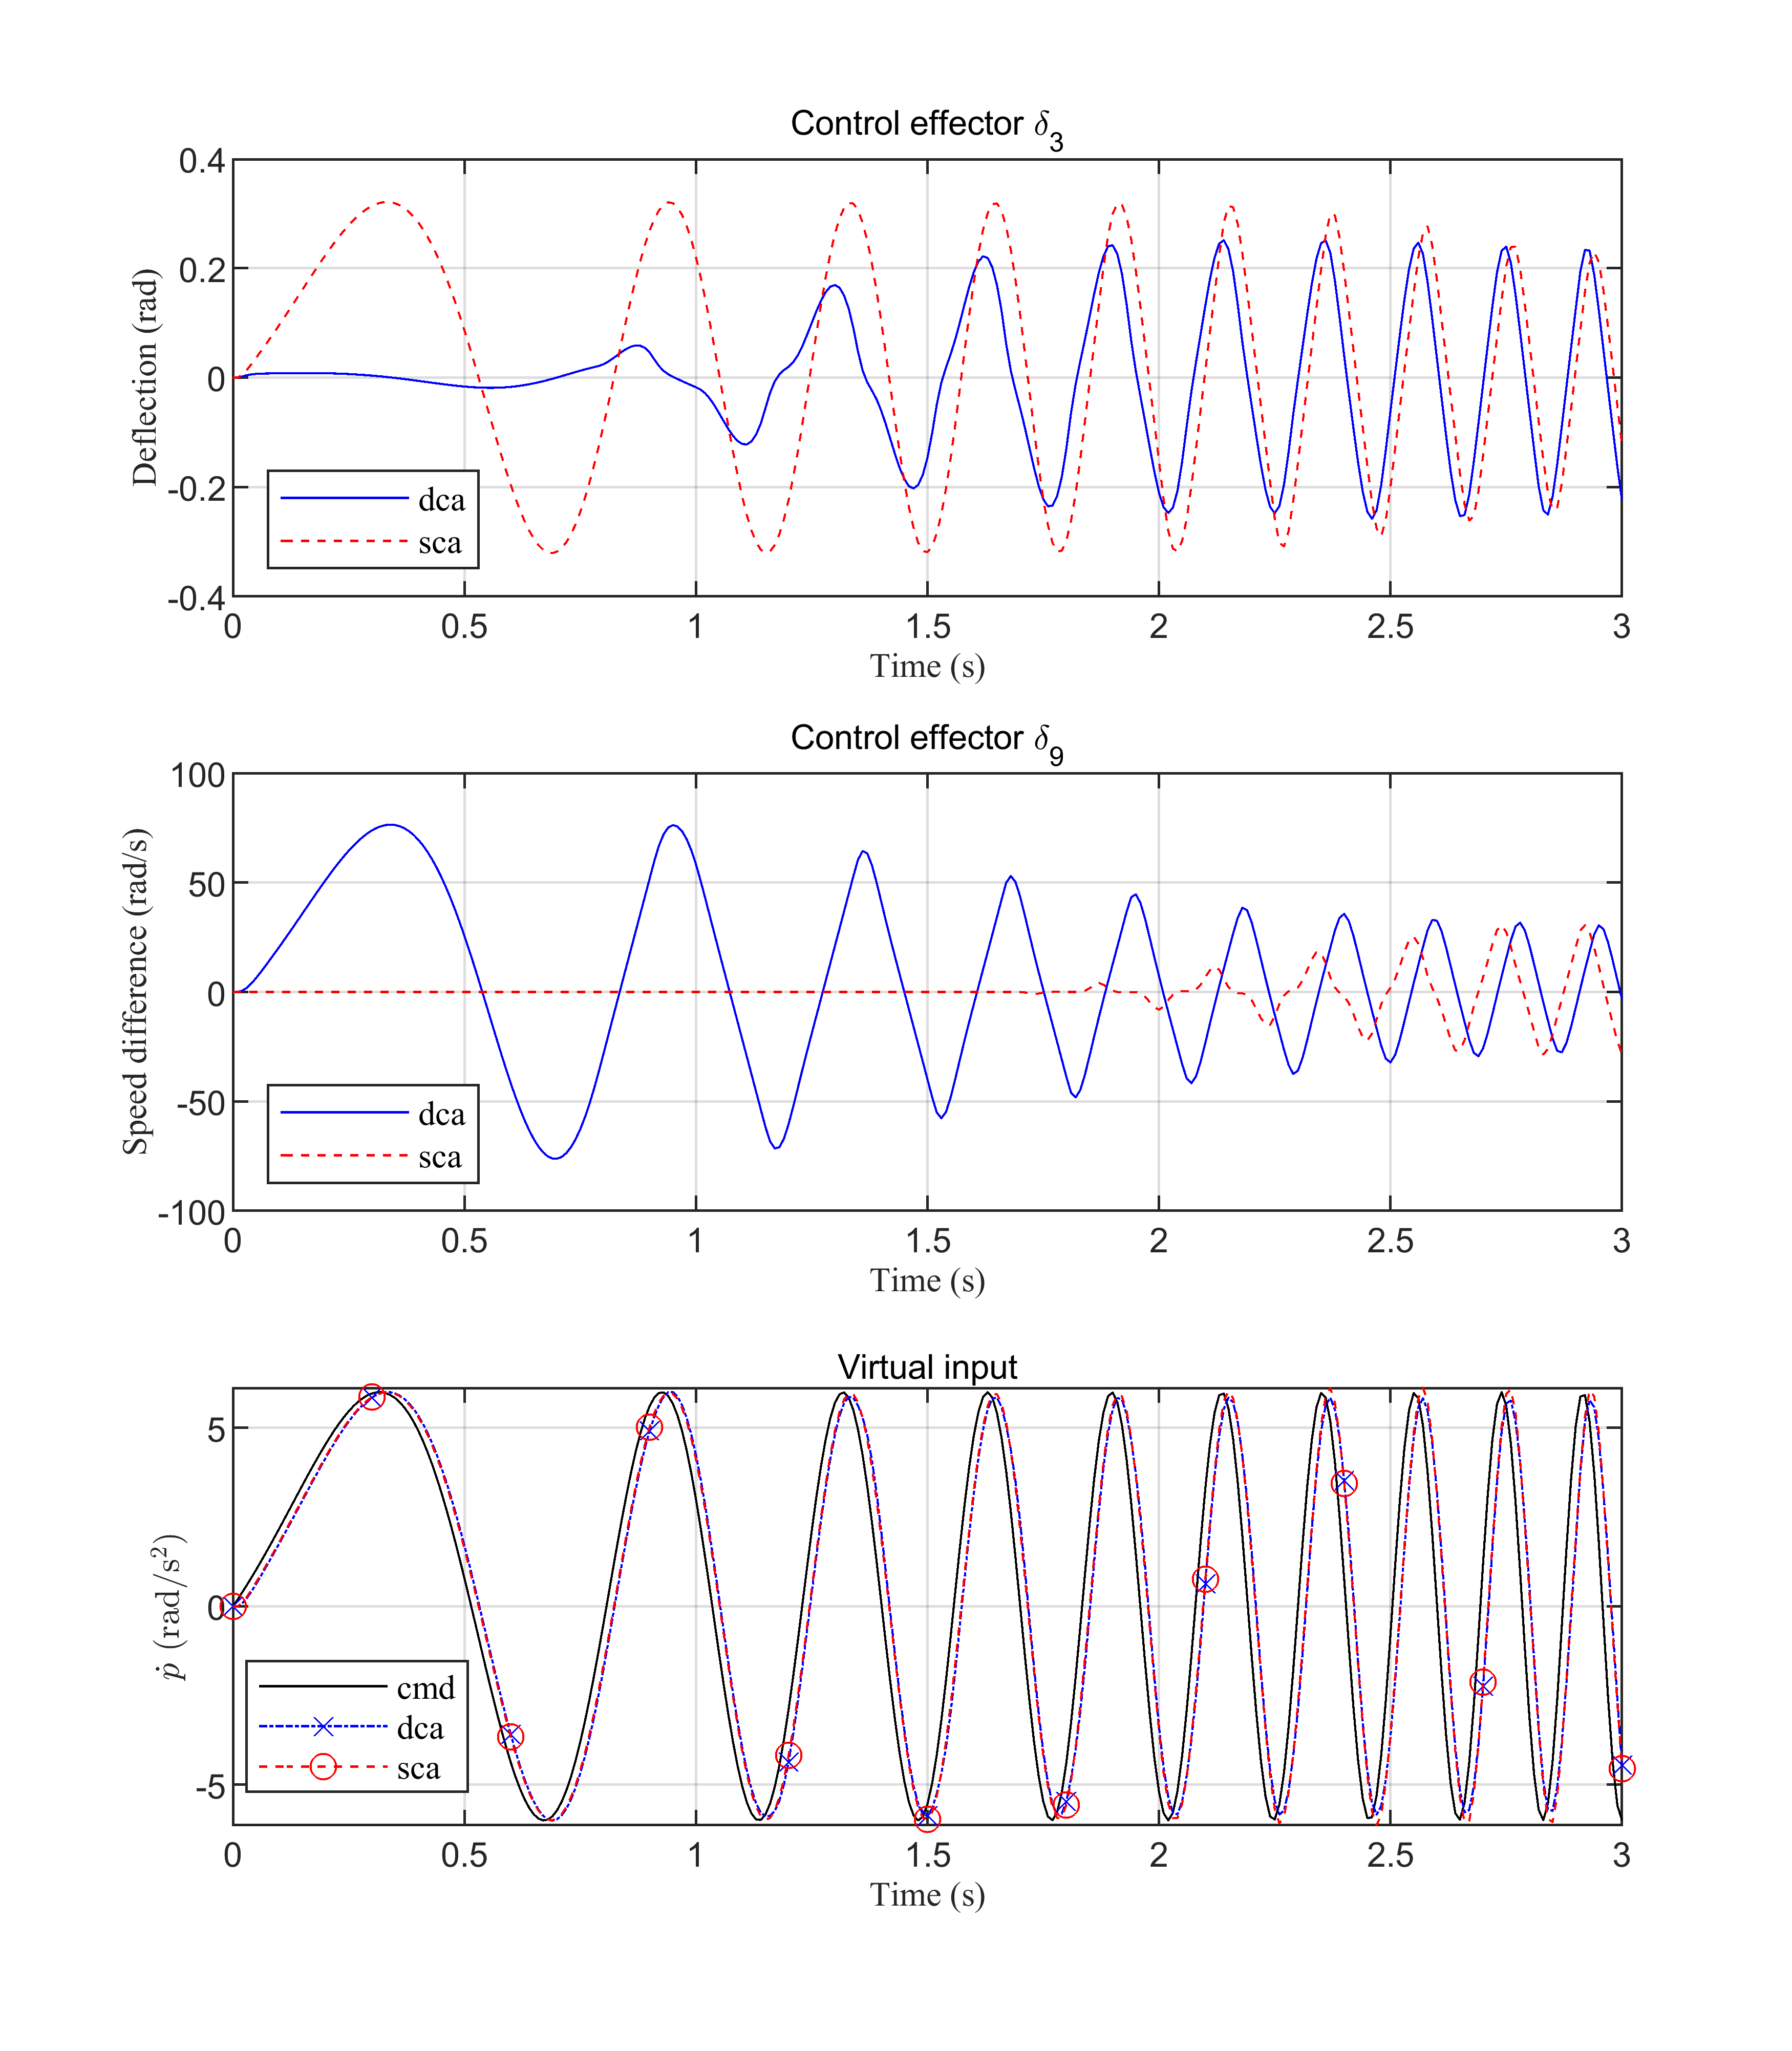 Control effector δ₃
0.4
0.2
0
-0.2
-0.4
Deflection (rad)
dca
sca
0 0.5 1 1.5 2 2.5 3
Time (s)
Control effector δ₉
100
50
0
-50
-100
Speed difference (rad/s)
dca
sca
0 0.5 1 1.5 2 2.5 3
Time (s)
Virtual input
5
0
-5
ṗ (rad/s²)
cmd
dca
sca
0 0.5 1 1.5 2 2.5 3
Time (s)